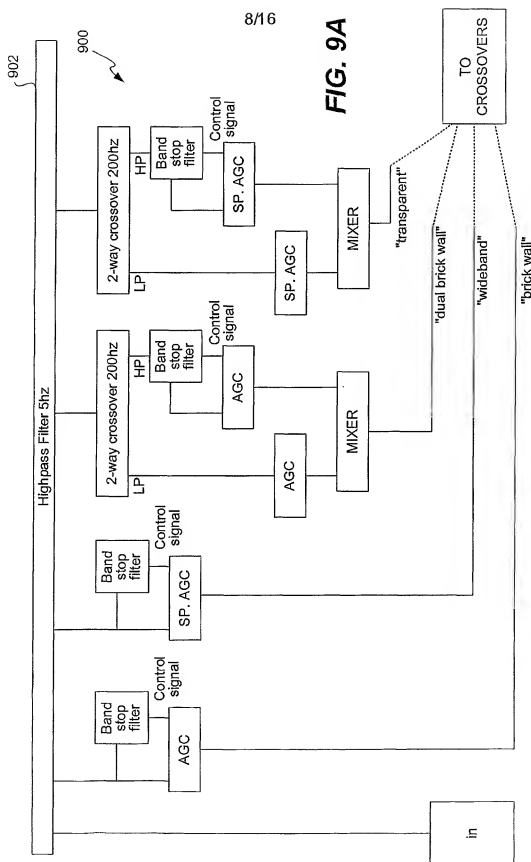 8/16
902
Highpass Filter 5hz
900
FIG. 9A
2-way crossover 200hz
LP
HP
Band
stop
filter
Control
signal
SP. AGC
SP. AGC
MIXER
"transparent"
2-way crossover 200hz
LP
HP
Band
stop
filter
Control
signal
AGC
AGC
MIXER
"dual brick wall"
Band
stop
filter
Control
signal
SP. AGC
"wideband"
Band
stop
filter
Control
signal
AGC
"brick wall"
in
TO
CROSSOVERS